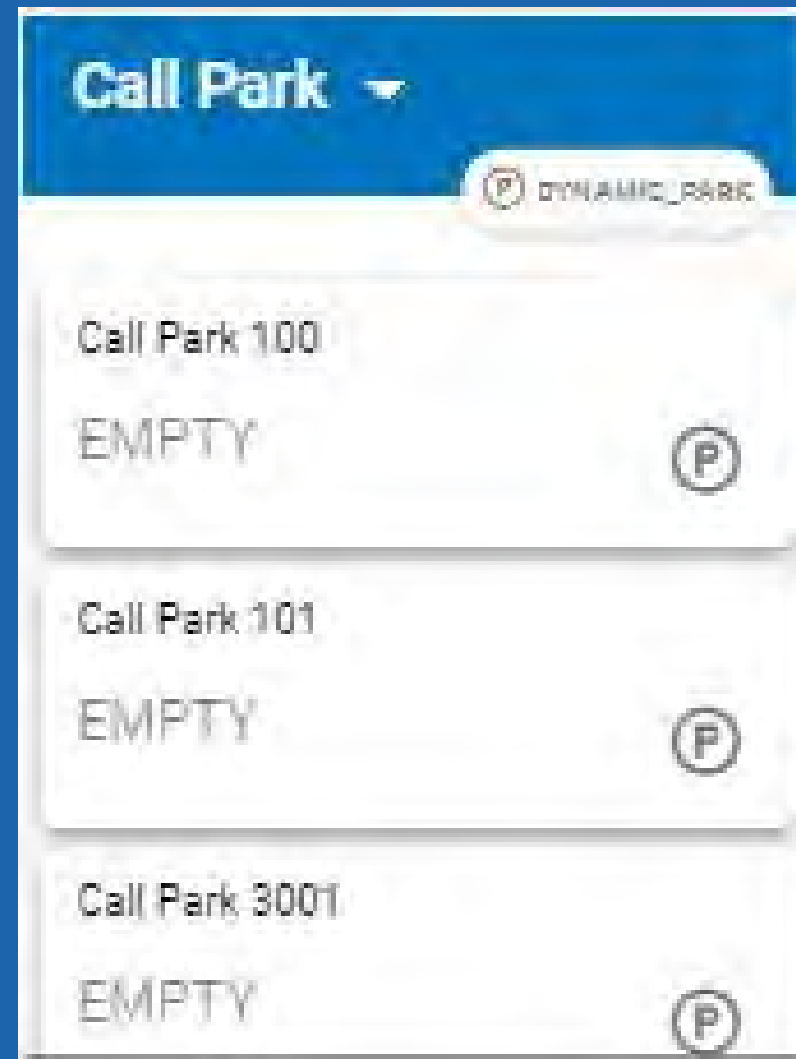 Call Park
P DYNAMIC_PARK
Call Park 100
EMPTY
P
Call Park 101
EMPTY
P
Call Park 3001
EMPTY
P